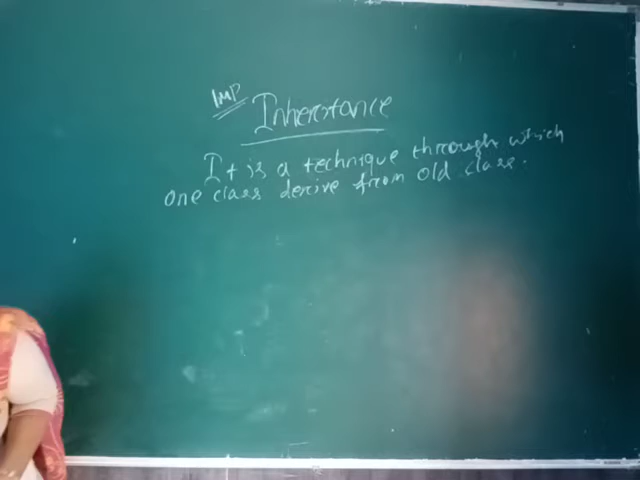 IMP
Inheritance
It is a technique through which
one class derive from old class.